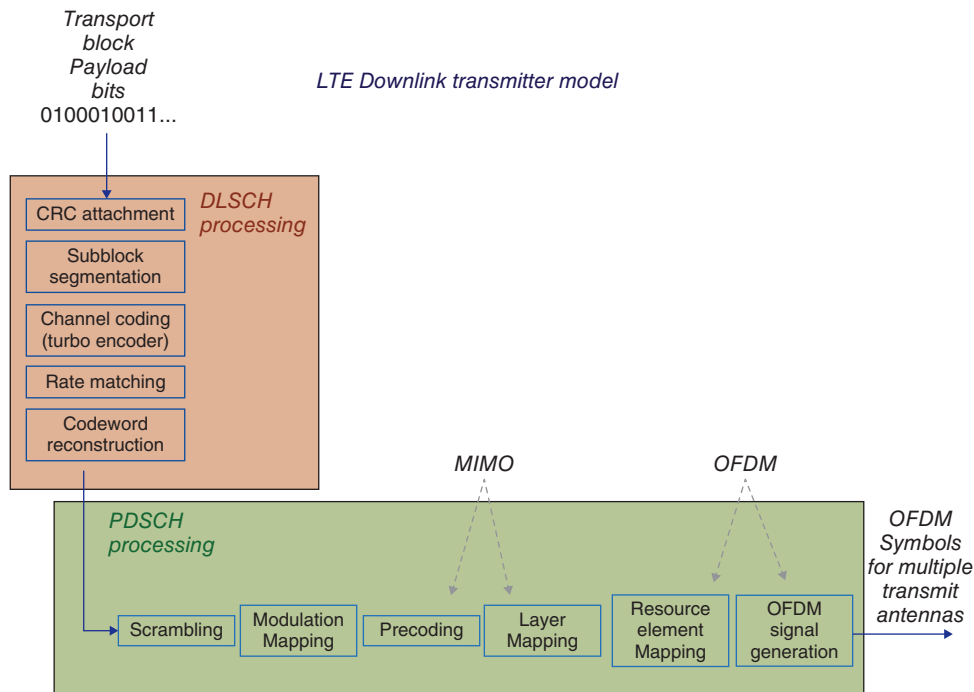 Transport
block
Payload
bits
0100010011...
LTE Downlink transmitter model
DLSCH
processing
CRC attachment
Subblock
segmentation
Channel coding
(turbo encoder)
Rate matching
Codeword
reconstruction
MIMO
OFDM
PDSCH
processing
Scrambling
Modulation
Mapping
Precoding
Layer
Mapping
Resource
element
Mapping
OFDM
signal
generation
OFDM
Symbols
for multiple
transmit
antennas